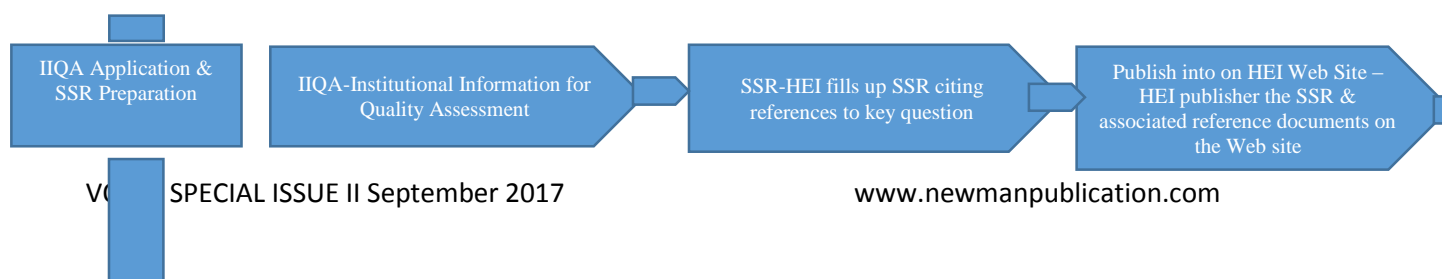 IIQA Application &
SSR Preparation
IIQA-Institutional Information for
Quality Assessment
SSR-HEI fills up SSR citing
references to key question
Publish into on HEI Web Site –
HEI publisher the SSR &
associated reference documents on
the Web site
SPECIAL ISSUE II September 2017
www.newmanpublication.com